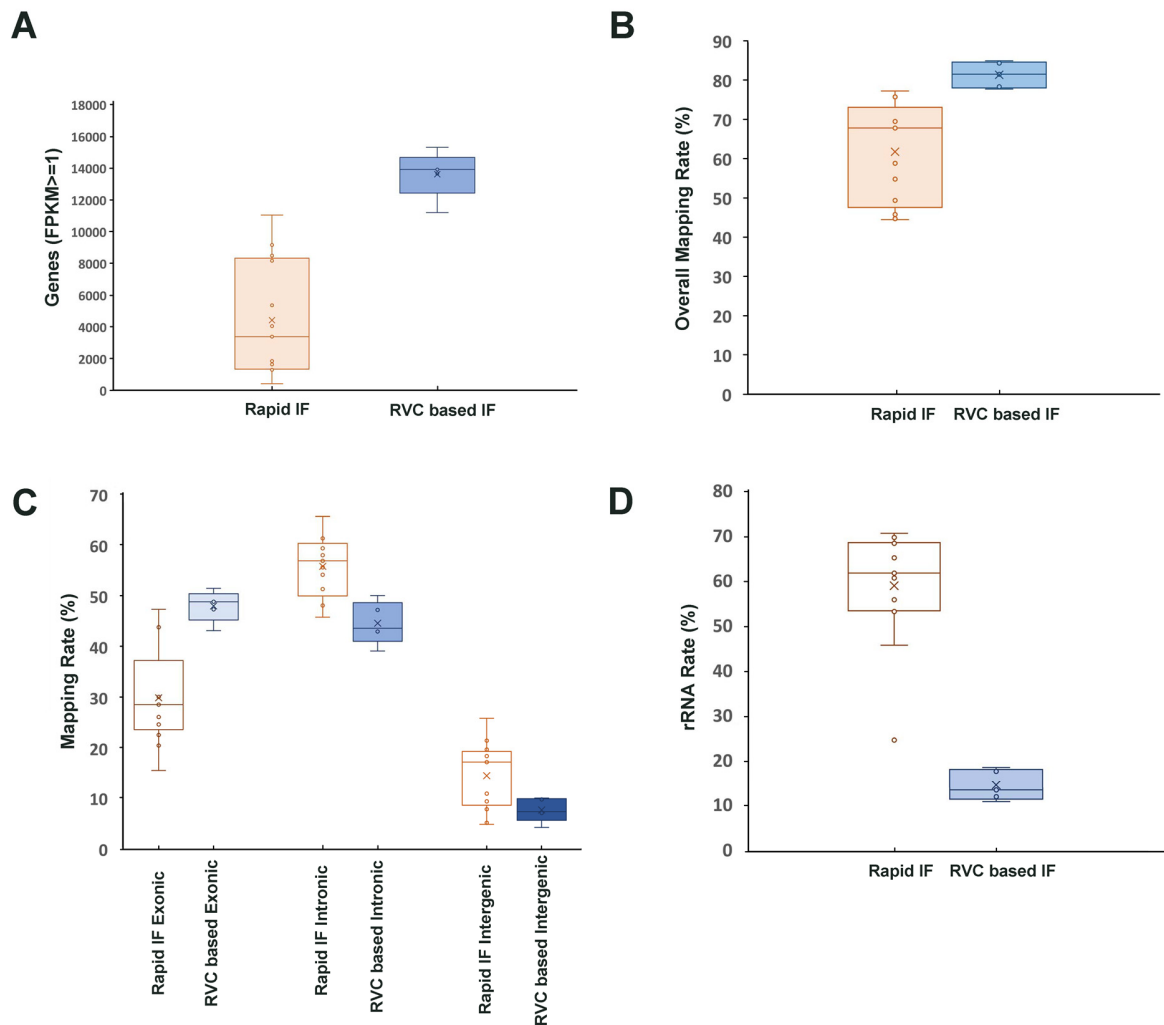 A
Genes (FPKM>=1)
18000
16000
14000
12000
10000
8000
6000
4000
2000
0
Rapid IF
RVC based IF
B
Overall Mapping Rate (%)
90
80
70
60
50
40
30
20
10
0
Rapid IF
RVC based IF
C
Mapping Rate (%)
70
60
50
40
30
20
10
0
Rapid IF Exonic
RVC based Exonic
Rapid IF Intronic
RVC based Intronic
Rapid IF Intergenic
RVC based Intergenic
D
rRNA Rate (%)
80
70
60
50
40
30
20
10
0
Rapid IF
RVC based IF